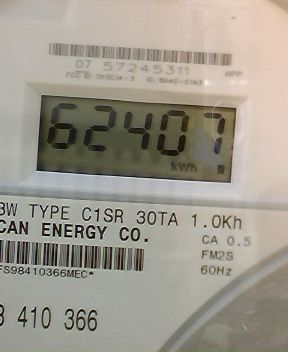 07 57245311
HPP
62407
kWh
3W TYPE C1SR 30TA 1.0Kh
CAN ENERGY CO.
CA 0.5
FM2S
60Hz
FS98410366MEC*
410 366